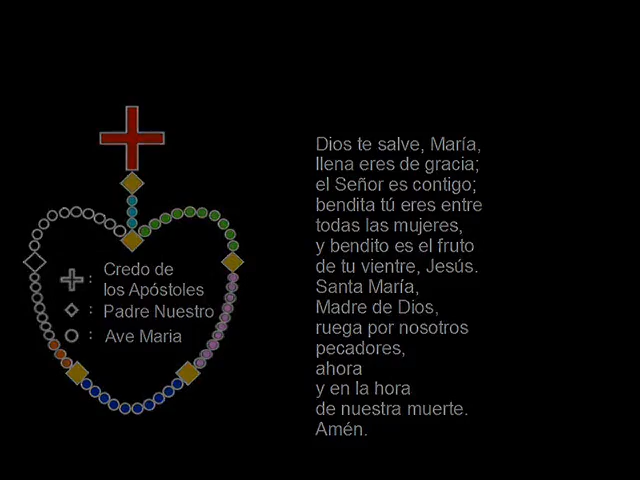 Credo de
los Apóstoles
Padre Nuestro
Ave Maria
Dios te salve, María,
llena eres de gracia;
el Señor es contigo;
bendita tú eres entre
todas las mujeres,
y bendito es el fruto
de tu vientre, Jesús.
Santa María,
Madre de Dios,
ruega por nosotros
pecadores,
ahora
y en la hora
de nuestra muerte.
Amén.